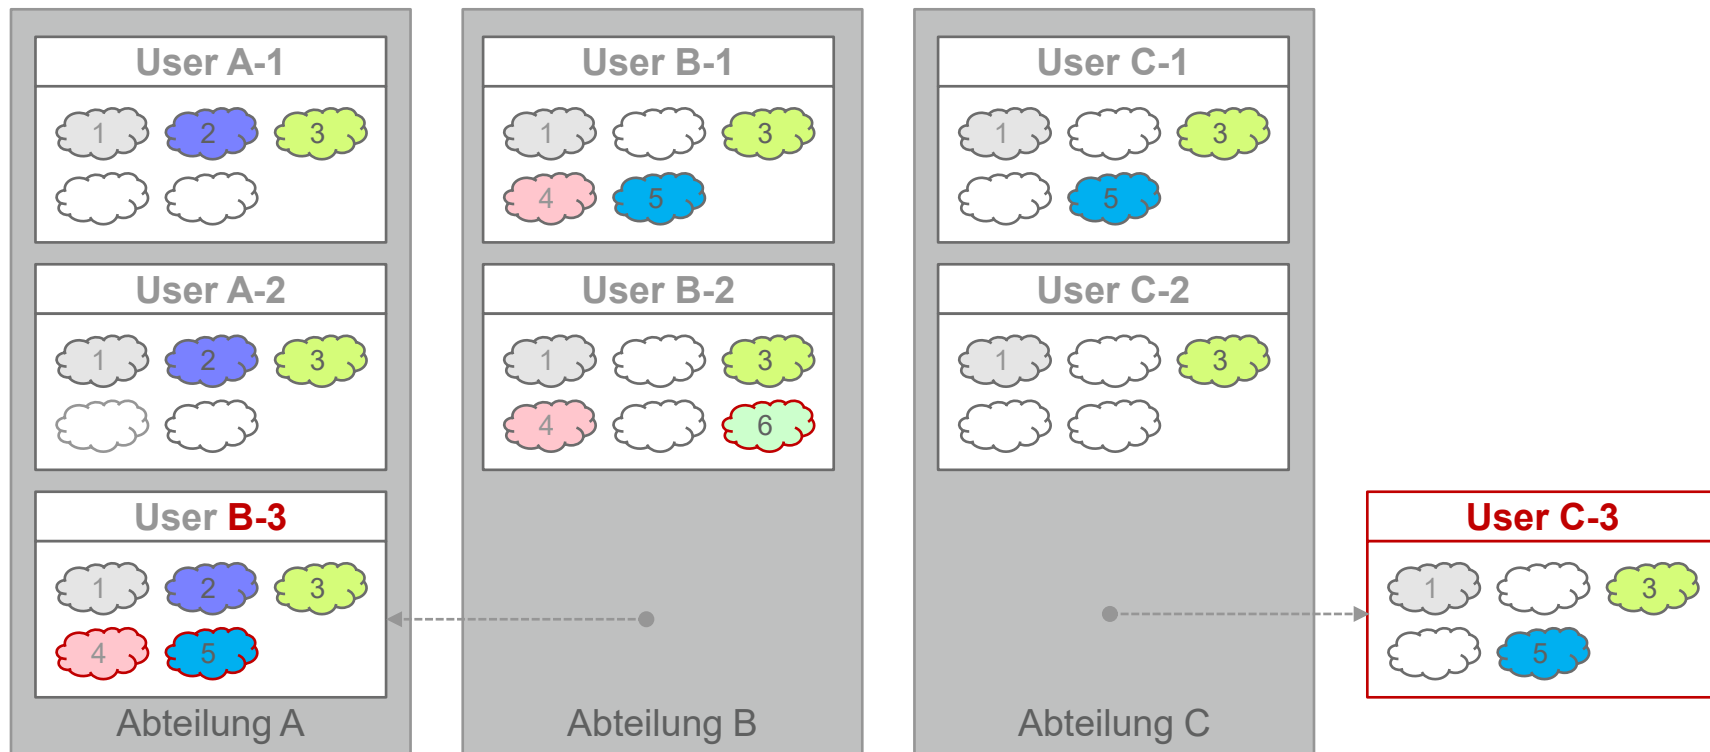 User A-1
1 2 3
User A-2
1 2 3
User B-3
1 2 3
4 5
Abteilung A
User B-1
1 3
4 5
User B-2
1 3
4 6
Abteilung B
User C-1
1 3
5
User C-2
1 3
Abteilung C
User C-3
1 3
5